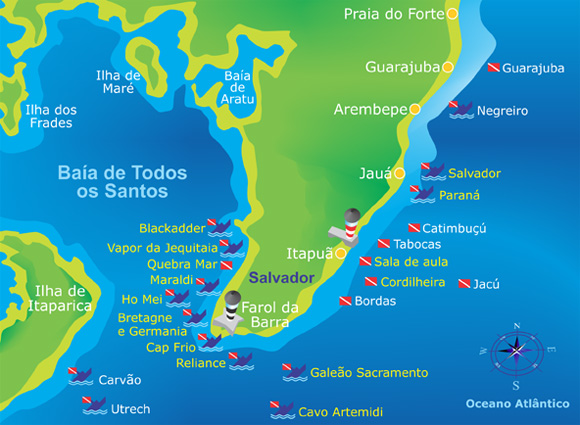 Praia do Forte
Guarajuba
Guarajuba
Ilha
de Maré
Baía
de
Aratu
Ilha dos
Frades
Arembepe
Negreiro
Baía de Todos
os Santos
Jauá
Salvador
Paraná
Blackadder
Catimbuçú
Vapor da Jequitaia
Tabocas
Itapuã
Quebra Mar
Sala de aula
Maraldi
Salvador
Cordilheira
Jacú
Ilha de
Itaparica
Ho Mei
Farol da
Barra
Bordas
Bretagne
e Germania
Cap Frio
Reliance
Galeão Sacramento
Carvão
Utrech
Cavo Artemidi
N
W
E
S
Oceano Atlântico